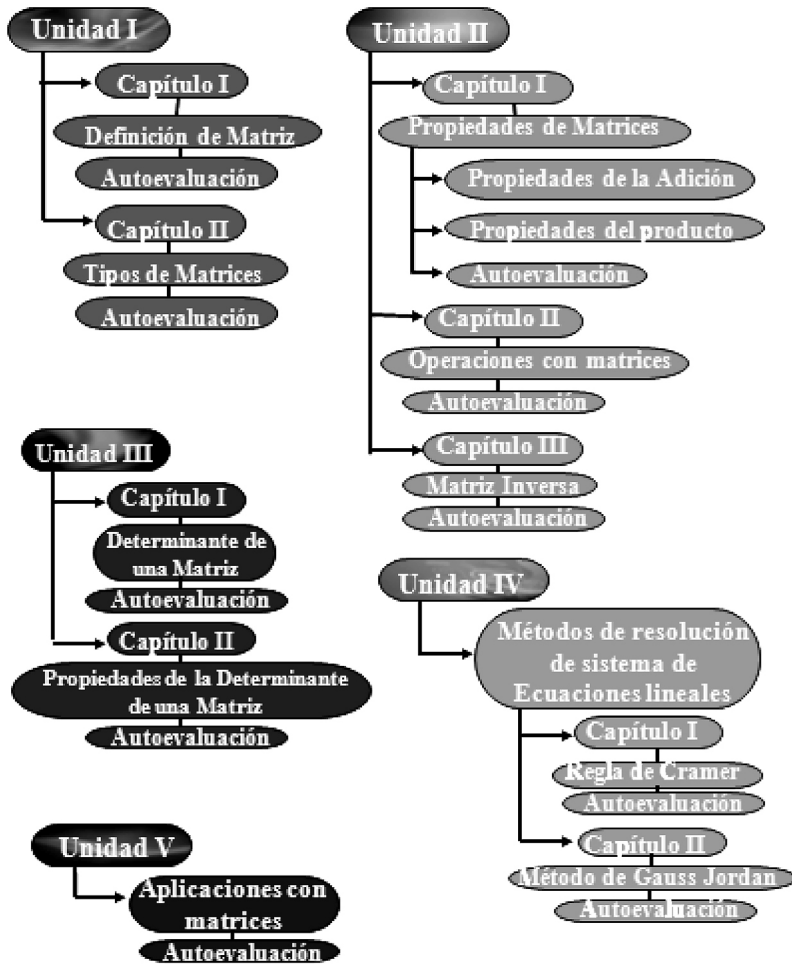 Unidad I
Capítulo I
Definición de Matriz
Autoevaluación
Capítulo II
Tipos de Matrices
Autoevaluación
Unidad II
Capítulo I
Propiedades de Matrices
Propiedades de la Adición
Propiedades del producto
Autoevaluación
Capítulo II
Operaciones con matrices
Autoevaluación
Capítulo III
Matriz Inversa
Autoevaluación
Unidad III
Capítulo I
Determinante de
una Matriz
Autoevaluación
Capítulo II
Propiedades de la Determinante
de una Matriz
Autoevaluación
Unidad IV
Métodos de resolución
de sistema de
Ecuaciones lineales
Capítulo I
Regla de Cramer
Autoevaluación
Capítulo II
Método de Gauss Jordan
Autoevaluación
Unidad V
Aplicaciones con
matrices
Autoevaluación